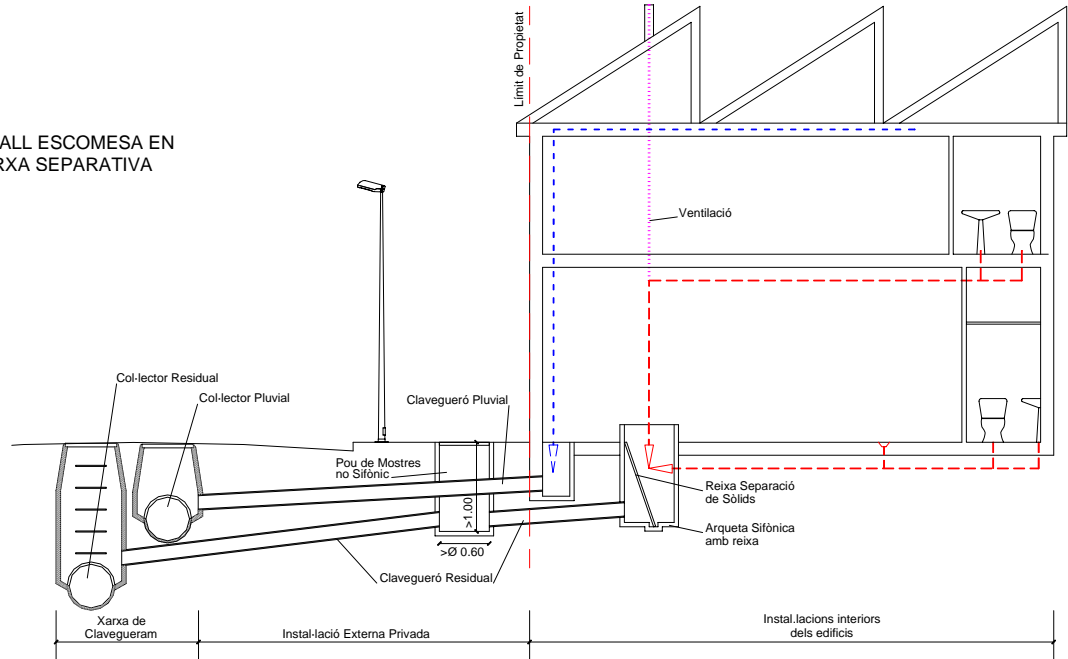 Límit de Propietat
ALL ESCOMESA EN
RXA SEPARATIVA
Ventilació
Col·lector Residual
Col·lector Pluvial
Clavegueró Pluvial
Pou de Mostres
no Sifònic
>1.00
>Ø 0.60
Reixa Separació
de Sòlids
Arqueta Sifònica
amb reixa
Clavegueró Residual
Xarxa de
Clavegueram
Instal·lació Externa Privada
Instal.lacions interiors
dels edificis